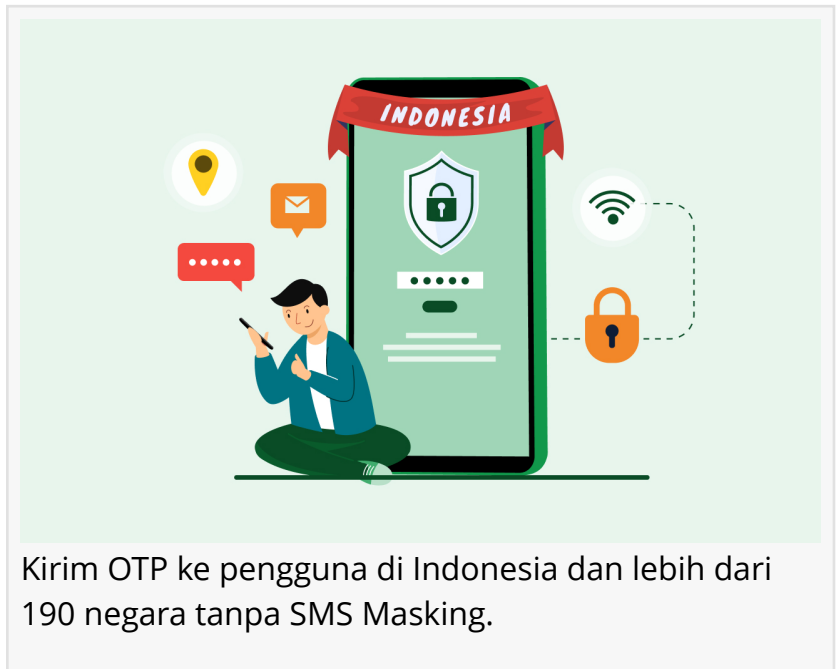 INDONESIA
Kirim OTP ke pengguna di Indonesia dan lebih dari
190 negara tanpa SMS Masking.